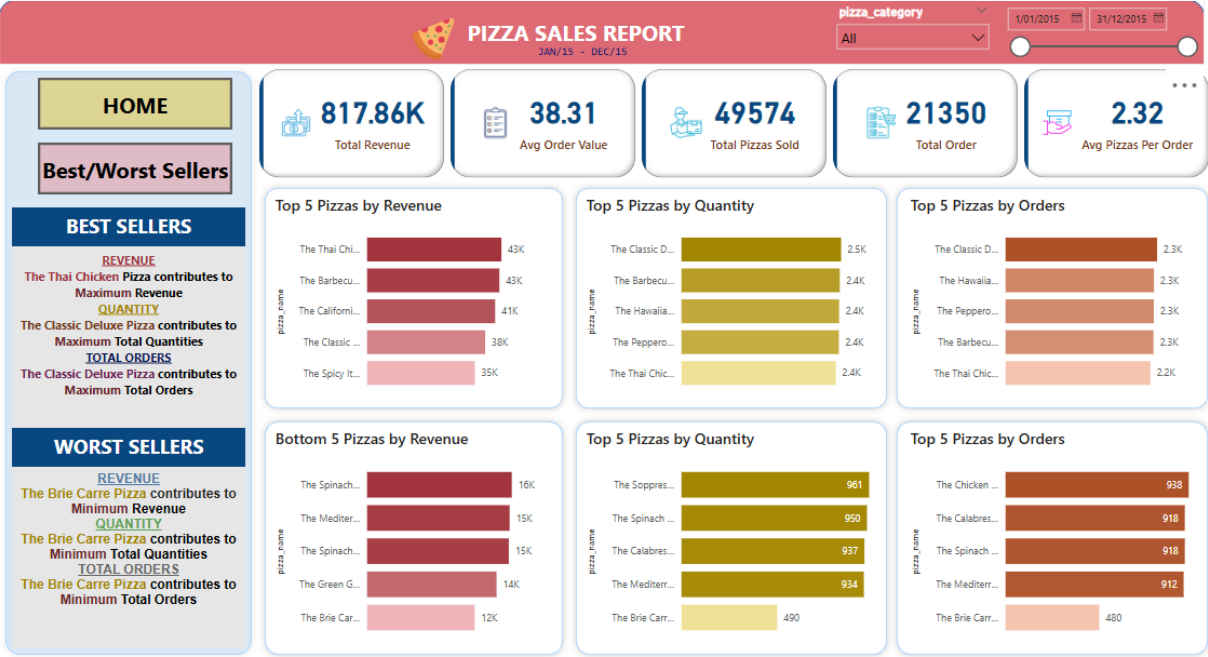 PIZZA SALES REPORT
JAN/15 - DEC/15
pizza_category
All
1/01/2015
31/12/2015
HOME
Best/Worst Sellers
817.86K
Total Revenue
38.31
Avg Order Value
49574
Total Pizzas Sold
21350
Total Order
2.32
Avg Pizzas Per Order
BEST SELLERS
REVENUE
The Thai Chicken Pizza contributes to
Maximum Revenue
QUANTITY
The Classic Deluxe Pizza contributes to
Maximum Total Quantities
TOTAL ORDERS
The Classic Deluxe Pizza contributes to
Maximum Total Orders
WORST SELLERS
REVENUE
The Brie Carre Pizza contributes to
Minimum Revenue
QUANTITY
The Brie Carre Pizza contributes to
Minimum Total Quantities
TOTAL ORDERS
The Brie Carre Pizza contributes to
Minimum Total Orders
Top 5 Pizzas by Revenue
pizza_name
The Thai Chi... 43K
The Barbecu... 43K
The Californi... 41K
The Classic ... 38K
The Spicy It... 35K
Top 5 Pizzas by Quantity
pizza_name
The Classic D... 2.5K
The Barbecu... 2.4K
The Hawaiia... 2.4K
The Peppero... 2.4K
The Thai Chic... 2.4K
Top 5 Pizzas by Orders
pizza_name
The Classic D... 2.3K
The Hawaiia... 2.3K
The Peppero... 2.3K
The Barbecu... 2.3K
The Thai Chic... 2.2K
Bottom 5 Pizzas by Revenue
pizza_name
The Spinach... 16K
The Mediter... 15K
The Spinach... 15K
The Green G... 14K
The Brie Car... 12K
Top 5 Pizzas by Quantity
pizza_name
The Soppres... 961
The Spinach ... 950
The Calabres... 937
The Mediterr... 934
The Brie Carr... 490
Top 5 Pizzas by Orders
pizza_name
The Chicken ... 938
The Calabres... 918
The Spinach ... 918
The Mediterr... 912
The Brie Carr... 480